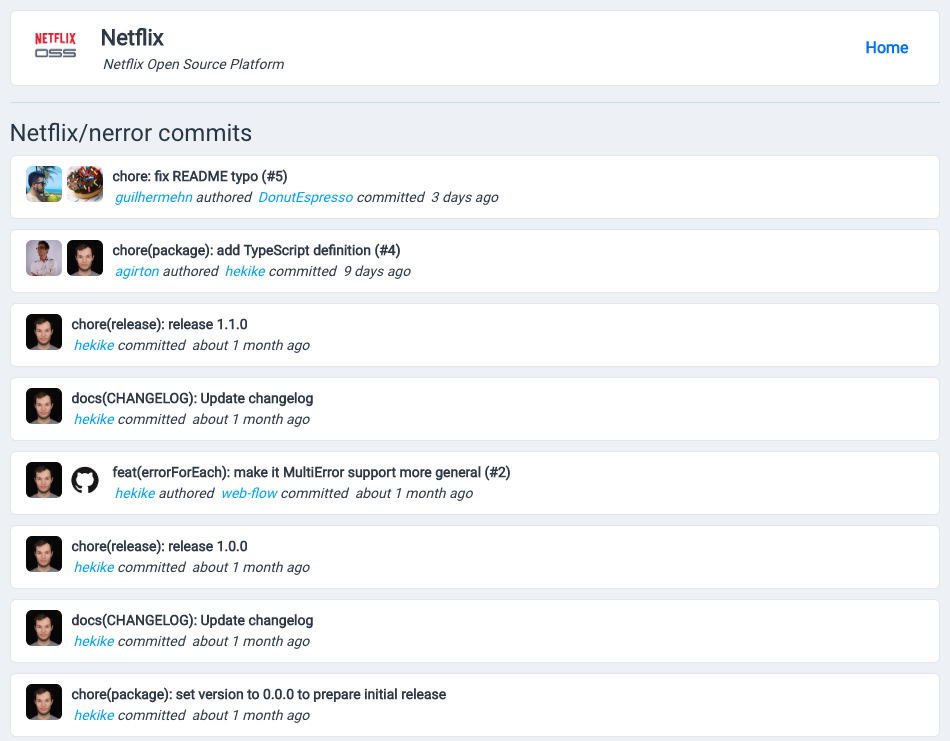 NETFLIX
OSS
Netflix
Netflix Open Source Platform
Home
Netflix/nerror commits
chore: fix README typo (#5)
guilhermehn authored DonutEspresso committed 3 days ago
chore(package): add TypeScript definition (#4)
agirton authored hekike committed 9 days ago
chore(release): release 1.1.0
hekike committed about 1 month ago
docs(CHANGELOG): Update changelog
hekike committed about 1 month ago
feat(errorForEach): make it MultiError support more general (#2)
hekike authored web-flow committed about 1 month ago
chore(release): release 1.0.0
hekike committed about 1 month ago
docs(CHANGELOG): Update changelog
hekike committed about 1 month ago
chore(package): set version to 0.0.0 to prepare initial release
hekike committed about 1 month ago